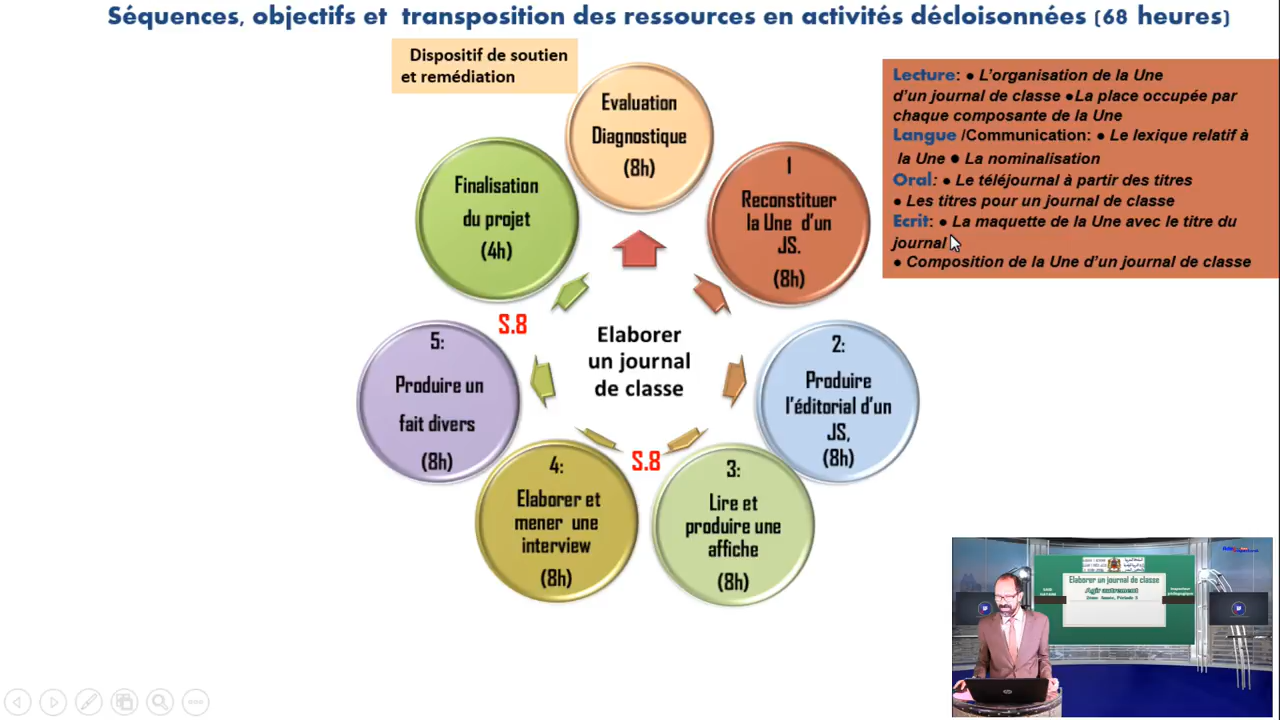 Séquences, objectifs et transposition des ressources en activités décloisonnées (68 heures)
Dispositif de soutien
et remédiation
Evaluation
Diagnostique
(8h)
1
Reconstituer
la Une d’un
JS.
(8h)
Lecture: ● L’organisation de la Une
d’un journal de classe ●La place occupée par
chaque composante de la Une
Langue /Communication: ● Le lexique relatif à
la Une ● La nominalisation
Oral: ● Le téléjournal à partir des titres
● Les titres pour un journal de classe
Ecrit: ● La maquette de la Une avec le titre du
journal
● Composition de la Une d’un journal de classe
2:
Produire
l’éditorial d’un
JS,
(8h)
3:
Lire et
produire une
affiche
(8h)
S.8
4:
Elaborer et
mener une
interview
(8h)
5:
Produire un
fait divers
(8h)
S.8
Finalisation
du projet
(4h)
Elaborer
un journal
de classe
Elaborer un journal de classe
Agir autrement